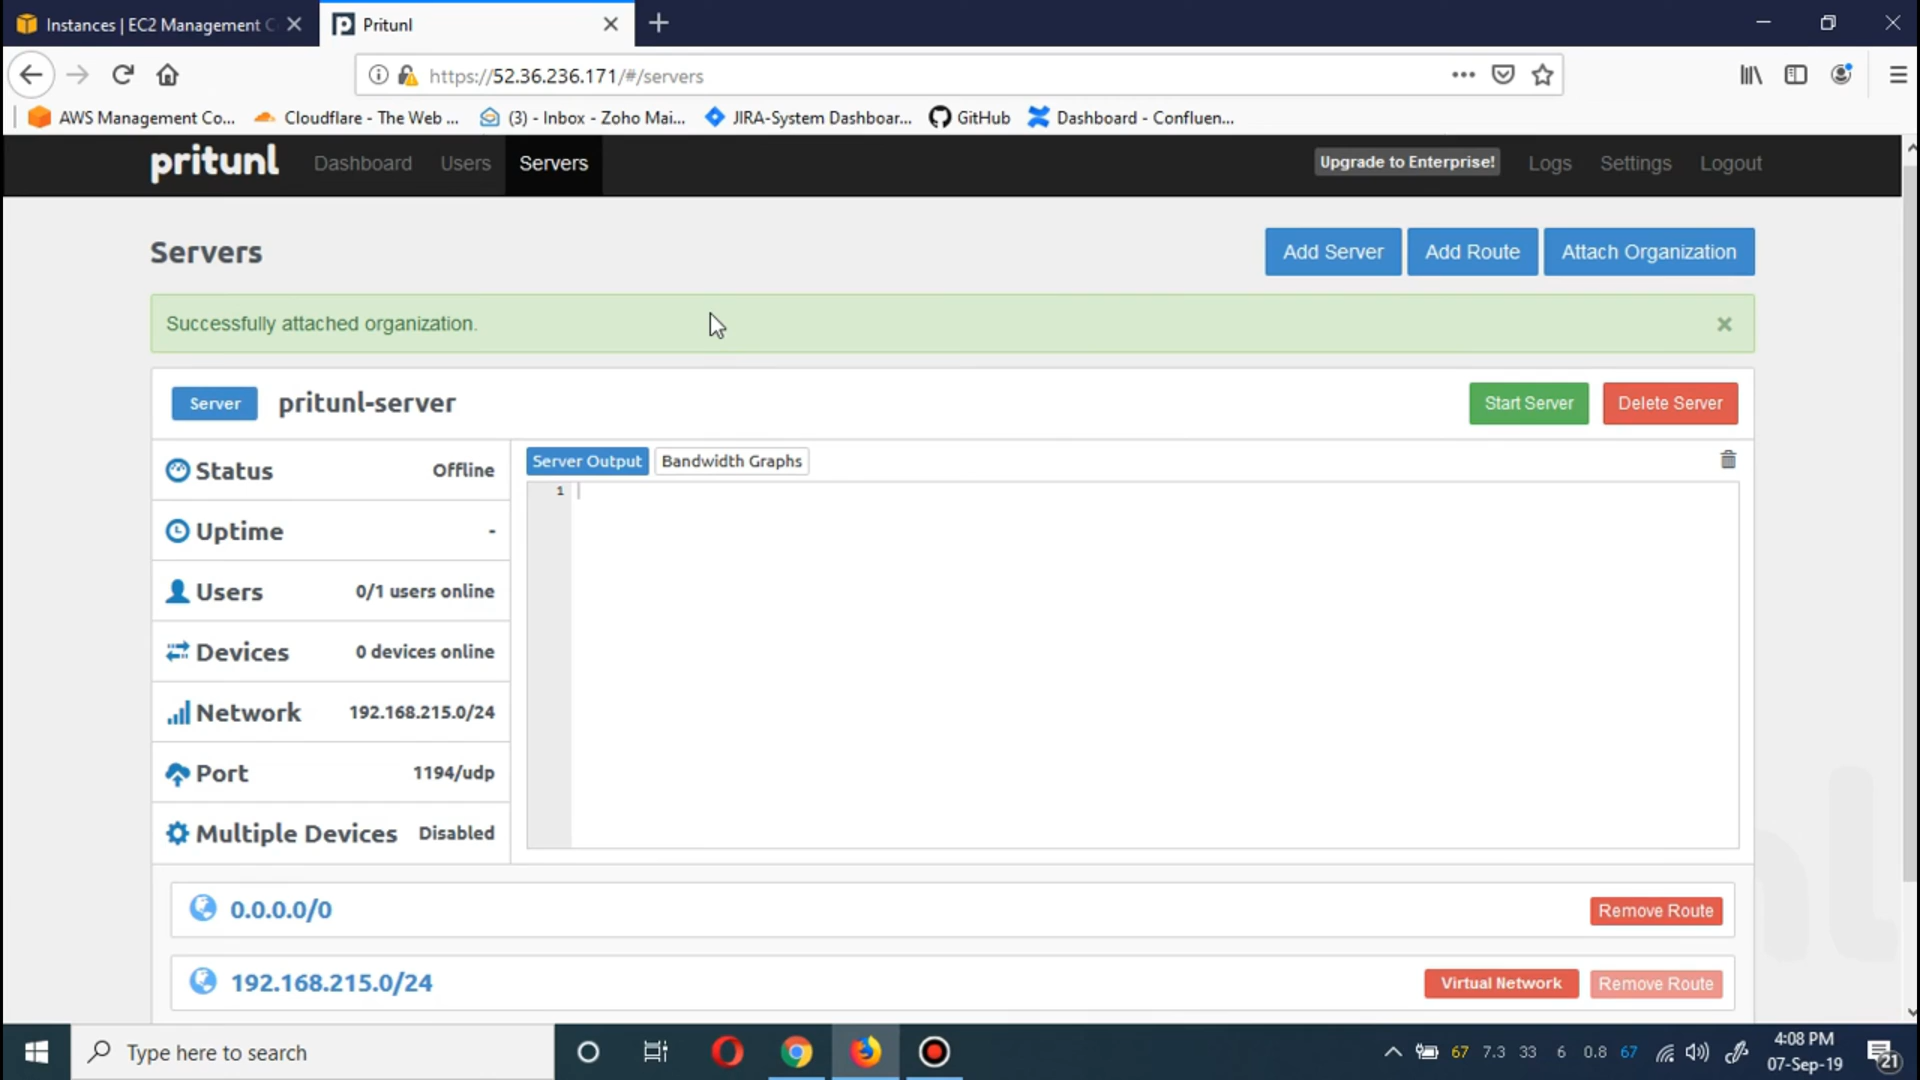 Instances | EC2 Management C
Pritunl
https://52.36.236.171/#/servers
AWS Management Co...
Cloudflare - The Web ...
(3) - Inbox - Zoho Mai...
JIRA-System Dashboar...
GitHub
Dashboard - Confluen...
pritunl
Dashboard
Users
Servers
Upgrade to Enterprise!
Logs
Settings
Logout
Servers
Add Server
Add Route
Attach Organization
Successfully attached organization.
Server
pritunl-server
Start Server
Delete Server
Status Offline
Uptime -
Users 0/1 users online
Devices 0 devices online
Network 192.168.215.0/24
Port 1194/udp
Multiple Devices Disabled
Server Output
Bandwidth Graphs
1
0.0.0.0/0
Remove Route
192.168.215.0/24
Virtual Network
Remove Route
Type here to search
67 7.3 33 6 0.8 67
4:08 PM
07-Sep-19
21